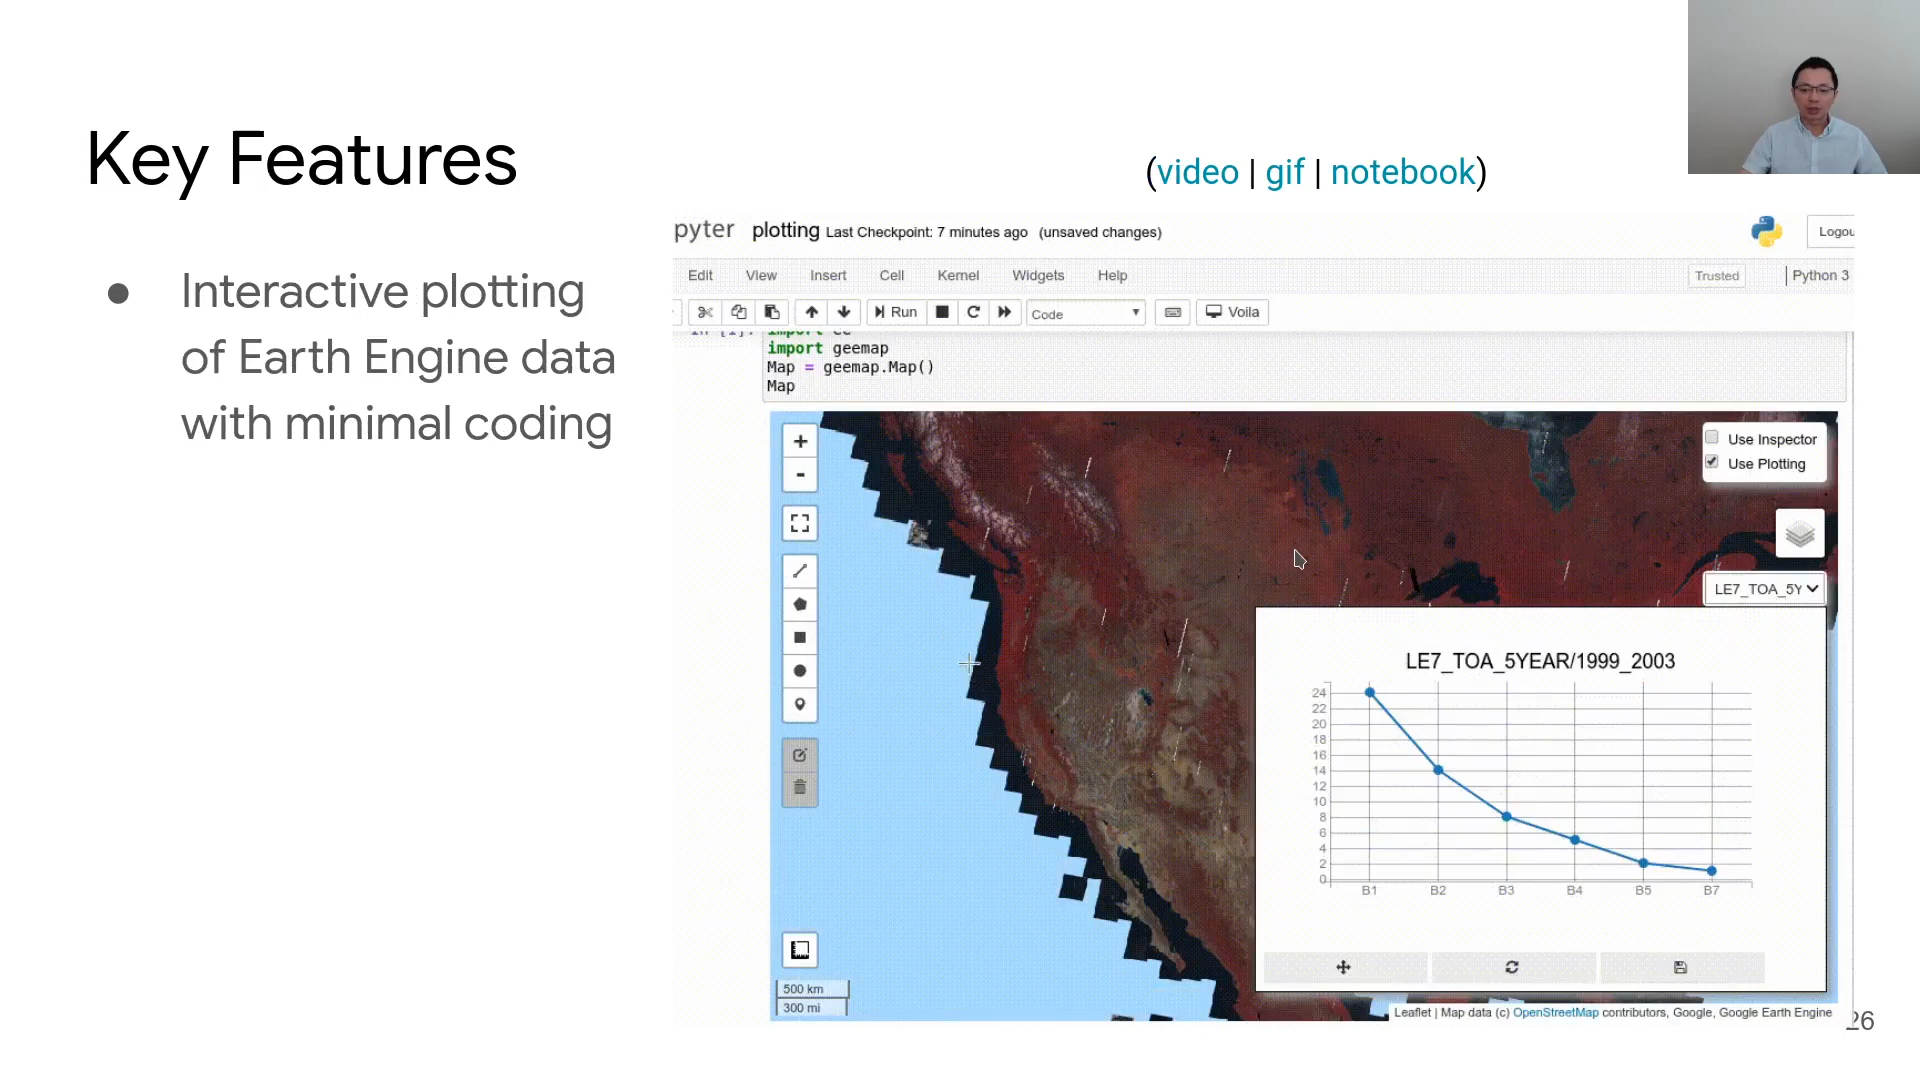 Key Features
(video | gif | notebook)
● Interactive plotting
of Earth Engine data
with minimal coding
pyter plotting Last Checkpoint: 7 minutes ago (unsaved changes)
Logou
Edit View Insert Cell Kernel Widgets Help
Trusted | Python 3
Run Code Voila
In [1]: import ee
import geemap
Map = geemap.Map()
Map
+
-
Use Inspector
Use Plotting
LE7_TOA_5Y
LE7_TOA_5YEAR/1999_2003
24
22
20
18
16
14
12
10
8
6
4
2
0
B1 B2 B3 B4 B5 B7
500 km
300 mi
Leaflet | Map data (c) OpenStreetMap contributors, Google, Google Earth Engine
26